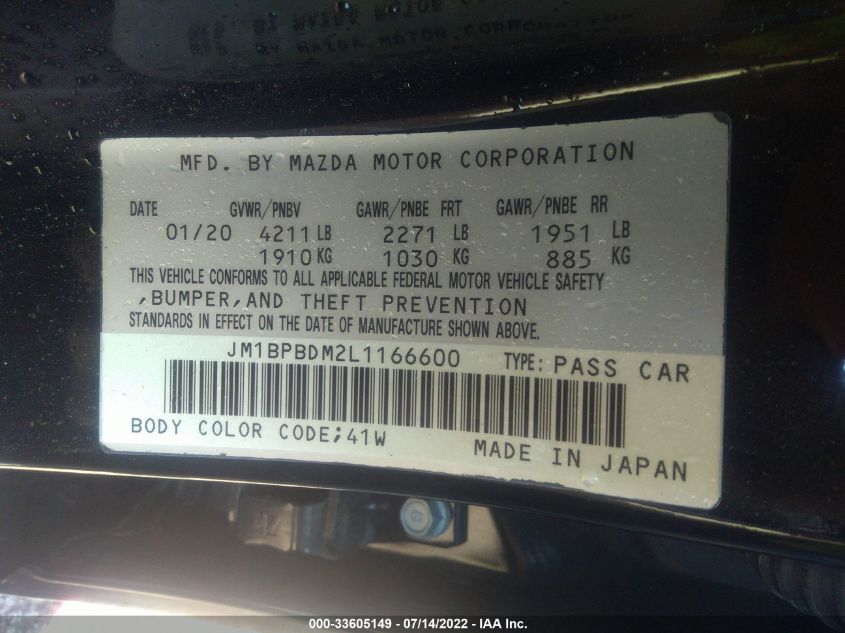 MFD. BY MAZDA MOTOR CORPORATION
DATE GVWR/PNBV GAWR/PNBE FRT GAWR/PNBE RR
01/20 4211 LB 2271 LB 1951 LB
1910 KG 1030 KG 885 KG
THIS VEHICLE CONFORMS TO ALL APPLICABLE FEDERAL MOTOR VEHICLE SAFETY
,BUMPER,AND THEFT PREVENTION
STANDARDS IN EFFECT ON THE DATE OF MANUFACTURE SHOWN ABOVE.
JM1BPBDM2L1166600 TYPE: PASS CAR
BODY COLOR CODE;41W
MADE IN JAPAN
000-33605149 - 07/14/2022 - IAA Inc.